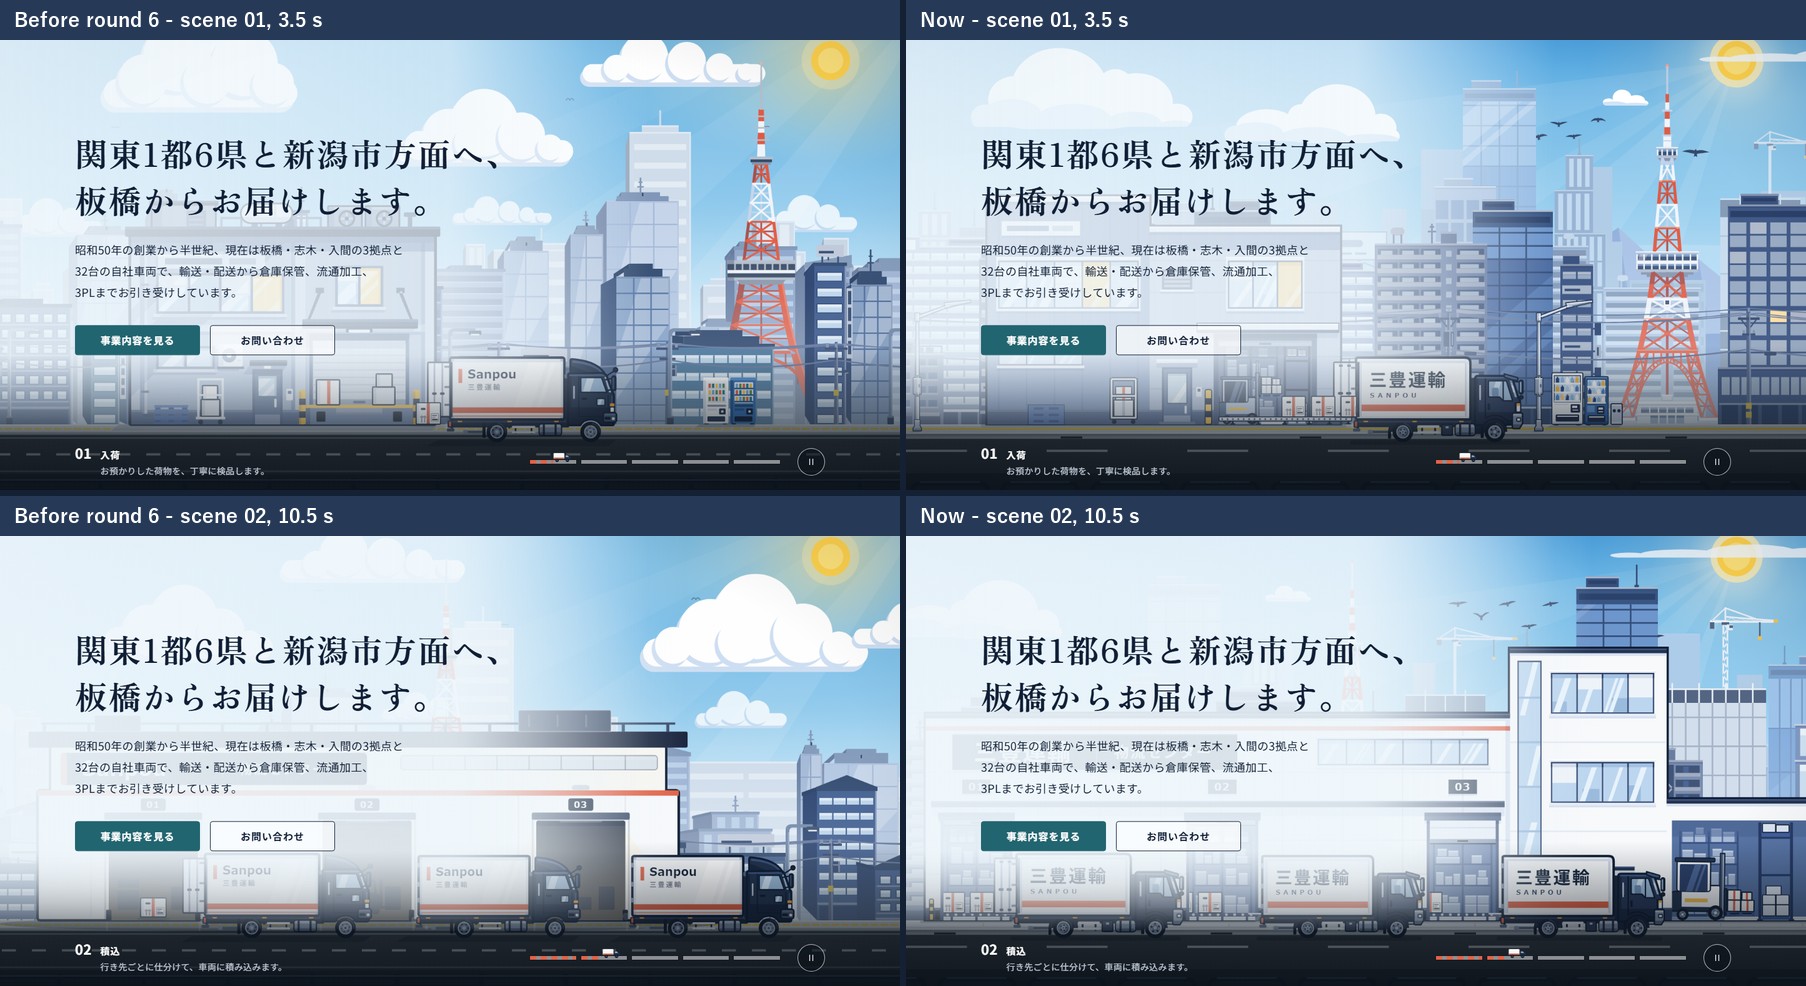 Before round 6 - scene 01, 3.5 s
関東1都6県と新潟市方面へ、
板橋からお届けします。
昭和50年の創業から半世紀、現在は板橋・志木・入間の3拠点と
32台の自社車両で、輸送・配送から倉庫保管、流通加工、
3PLまでお引き受けしています。
事業内容を見る
お問い合わせ
Sanpou
三豊運輸
01 入荷
お預かりした荷物を、丁寧に検品します。
Now - scene 01, 3.5 s
関東1都6県と新潟市方面へ、
板橋からお届けします。
昭和50年の創業から半世紀、現在は板橋・志木・入間の3拠点と
32台の自社車両で、輸送・配送から倉庫保管、流通加工、
3PLまでお引き受けしています。
事業内容を見る
お問い合わせ
三豊運輸
SANPOU
01 入荷
お預かりした荷物を、丁寧に検品します。
Before round 6 - scene 02, 10.5 s
関東1都6県と新潟市方面へ、
板橋からお届けします。
昭和50年の創業から半世紀、現在は板橋・志木・入間の3拠点と
32台の自社車両で、輸送・配送から倉庫保管、流通加工、
3PLまでお引き受けしています。
01
02
03
事業内容を見る
お問い合わせ
Sanpou
三豊運輸
Sanpou
三豊運輸
Sanpou
三豊運輸
02 積込
行き先ごとに仕分けて、車両に積み込みます。
Now - scene 02, 10.5 s
関東1都6県と新潟市方面へ、
板橋からお届けします。
昭和50年の創業から半世紀、現在は板橋・志木・入間の3拠点と
32台の自社車両で、輸送・配送から倉庫保管、流通加工、
3PLまでお引き受けしています。
02
03
事業内容を見る
お問い合わせ
三豊運輸
SANPOU
三豊運輸
SANPOU
三豊運輸
SANPOU
02 積込
行き先ごとに仕分けて、車両に積み込みます。